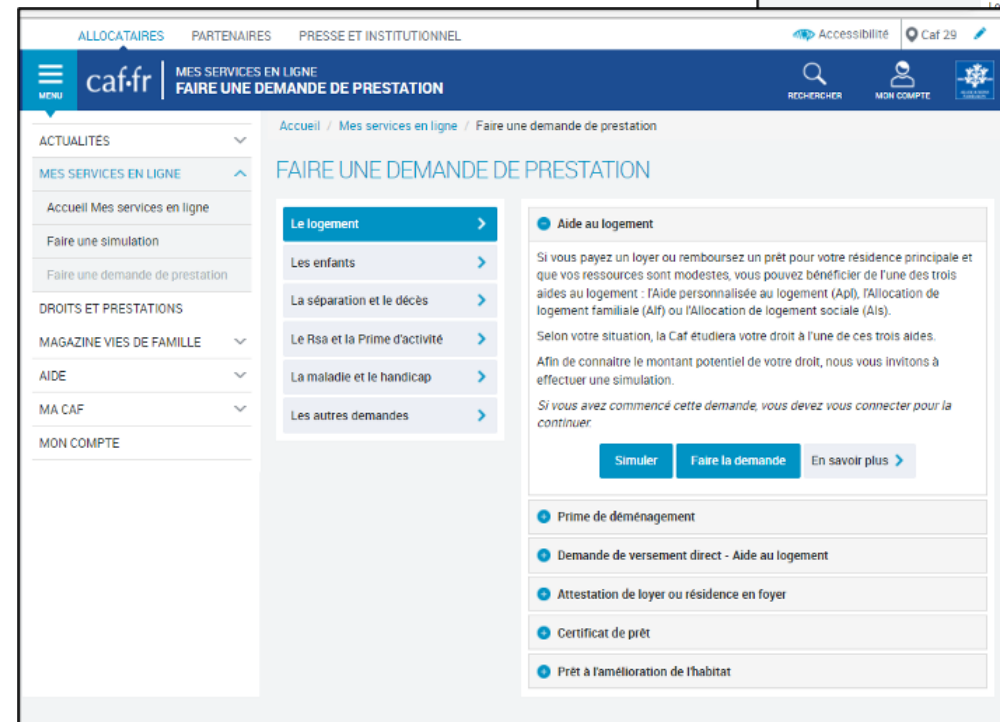 ALLOCATAIRES PARTENAIRES PRESSE ET INSTITUTIONNEL Accessibilité Caf 29
MENU caf.fr MES SERVICES EN LIGNE
FAIRE UNE DEMANDE DE PRESTATION
RECHERCHER MON COMPTE
Accueil / Mes services en ligne / Faire une demande de prestation
ACTUALITÉS
MES SERVICES EN LIGNE
Accueil Mes services en ligne
Faire une simulation
Faire une demande de prestation
DROITS ET PRESTATIONS
MAGAZINE VIES DE FAMILLE
AIDE
MA CAF
MON COMPTE
FAIRE UNE DEMANDE DE PRESTATION
Le logement
Les enfants
La séparation et le décès
Le Rsa et la Prime d'activité
La maladie et le handicap
Les autres demandes
Aide au logement
Si vous payez un loyer ou remboursez un prêt pour votre résidence principale et
que vos ressources sont modestes, vous pouvez bénéficier de l'une des trois
aides au logement : l'Aide personnalisée au logement (Apl), l'Allocation de
logement familiale (Alf) ou l'Allocation de logement sociale (Als).
Selon votre situation, la Caf étudiera votre droit à l'une de ces trois aides.
Afin de connaitre le montant potentiel de votre droit, nous vous invitons à
effectuer une simulation.
Si vous avez commencé cette demande, vous devez vous connecter pour la
continuer.
Simuler Faire la demande En savoir plus
Prime de déménagement
Demande de versement direct - Aide au logement
Attestation de loyer ou résidence en foyer
Certificat de prêt
Prêt à l'amélioration de l'habitat